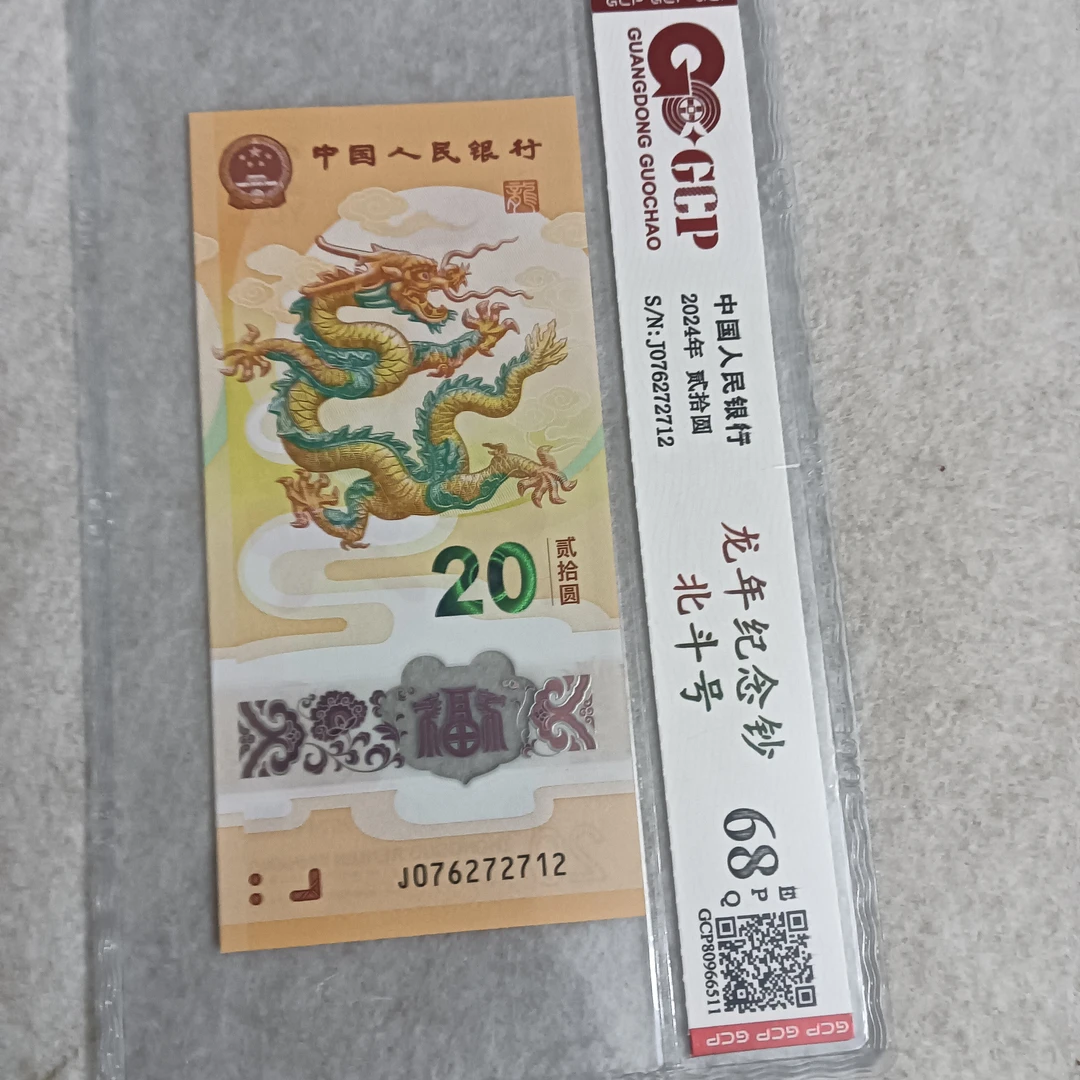 中国人民银行
龍
20
贰拾圆
福
J076272712
GCP
GUANGDONG GUOCHAO
中国人民银行
2024年 贰拾圆
S/N:J076272712
龙年纪念钞
北斗号
68
EPQ
GCP80966511
GCP GCP GCP